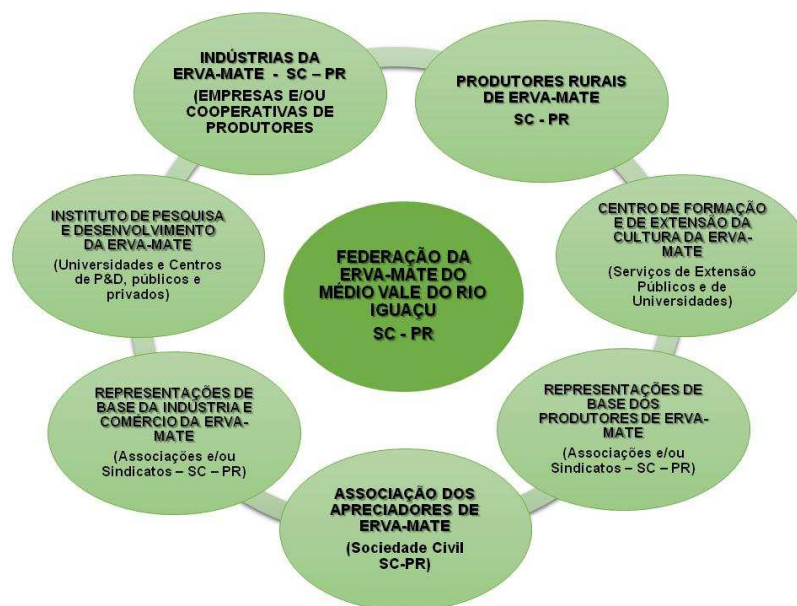 INDÚSTRIAS DA
ERVA-MATE - SC – PR
(EMPRESAS E/OU
COOPERATIVAS DE
PRODUTORES
PRODUTORES RURAIS
DE ERVA-MATE
SC - PR
INSTITUTO DE PESQUISA
E DESENVOLVIMENTO
DA ERVA-MATE
(Universidades e Centros
de P&D, públicos e
privados)
CENTRO DE FORMAÇÃO
E DE EXTENSÃO DA
CULTURA DA ERVA-
MATE
(Serviços de Extensão
Públicos e de
Universidades)
FEDERAÇÃO DA
ERVA-MATE DO
MÉDIO VALE DO RIO
IGUAÇU
SC - PR
REPRESENTAÇÕES DE
BASE DA INDÚSTRIA E
COMÉRCIO DA ERVA-
MATE
(Associações e/ou
Sindicatos – SC – PR)
REPRESENTAÇÕES DE
BASE DOS
PRODUTORES DE ERVA-
MATE
(Associações e/ou
Sindicatos – SC – PR)
ASSOCIAÇÃO DOS
APRECIADORES DE
ERVA-MATE
(Sociedade Civil
SC-PR)